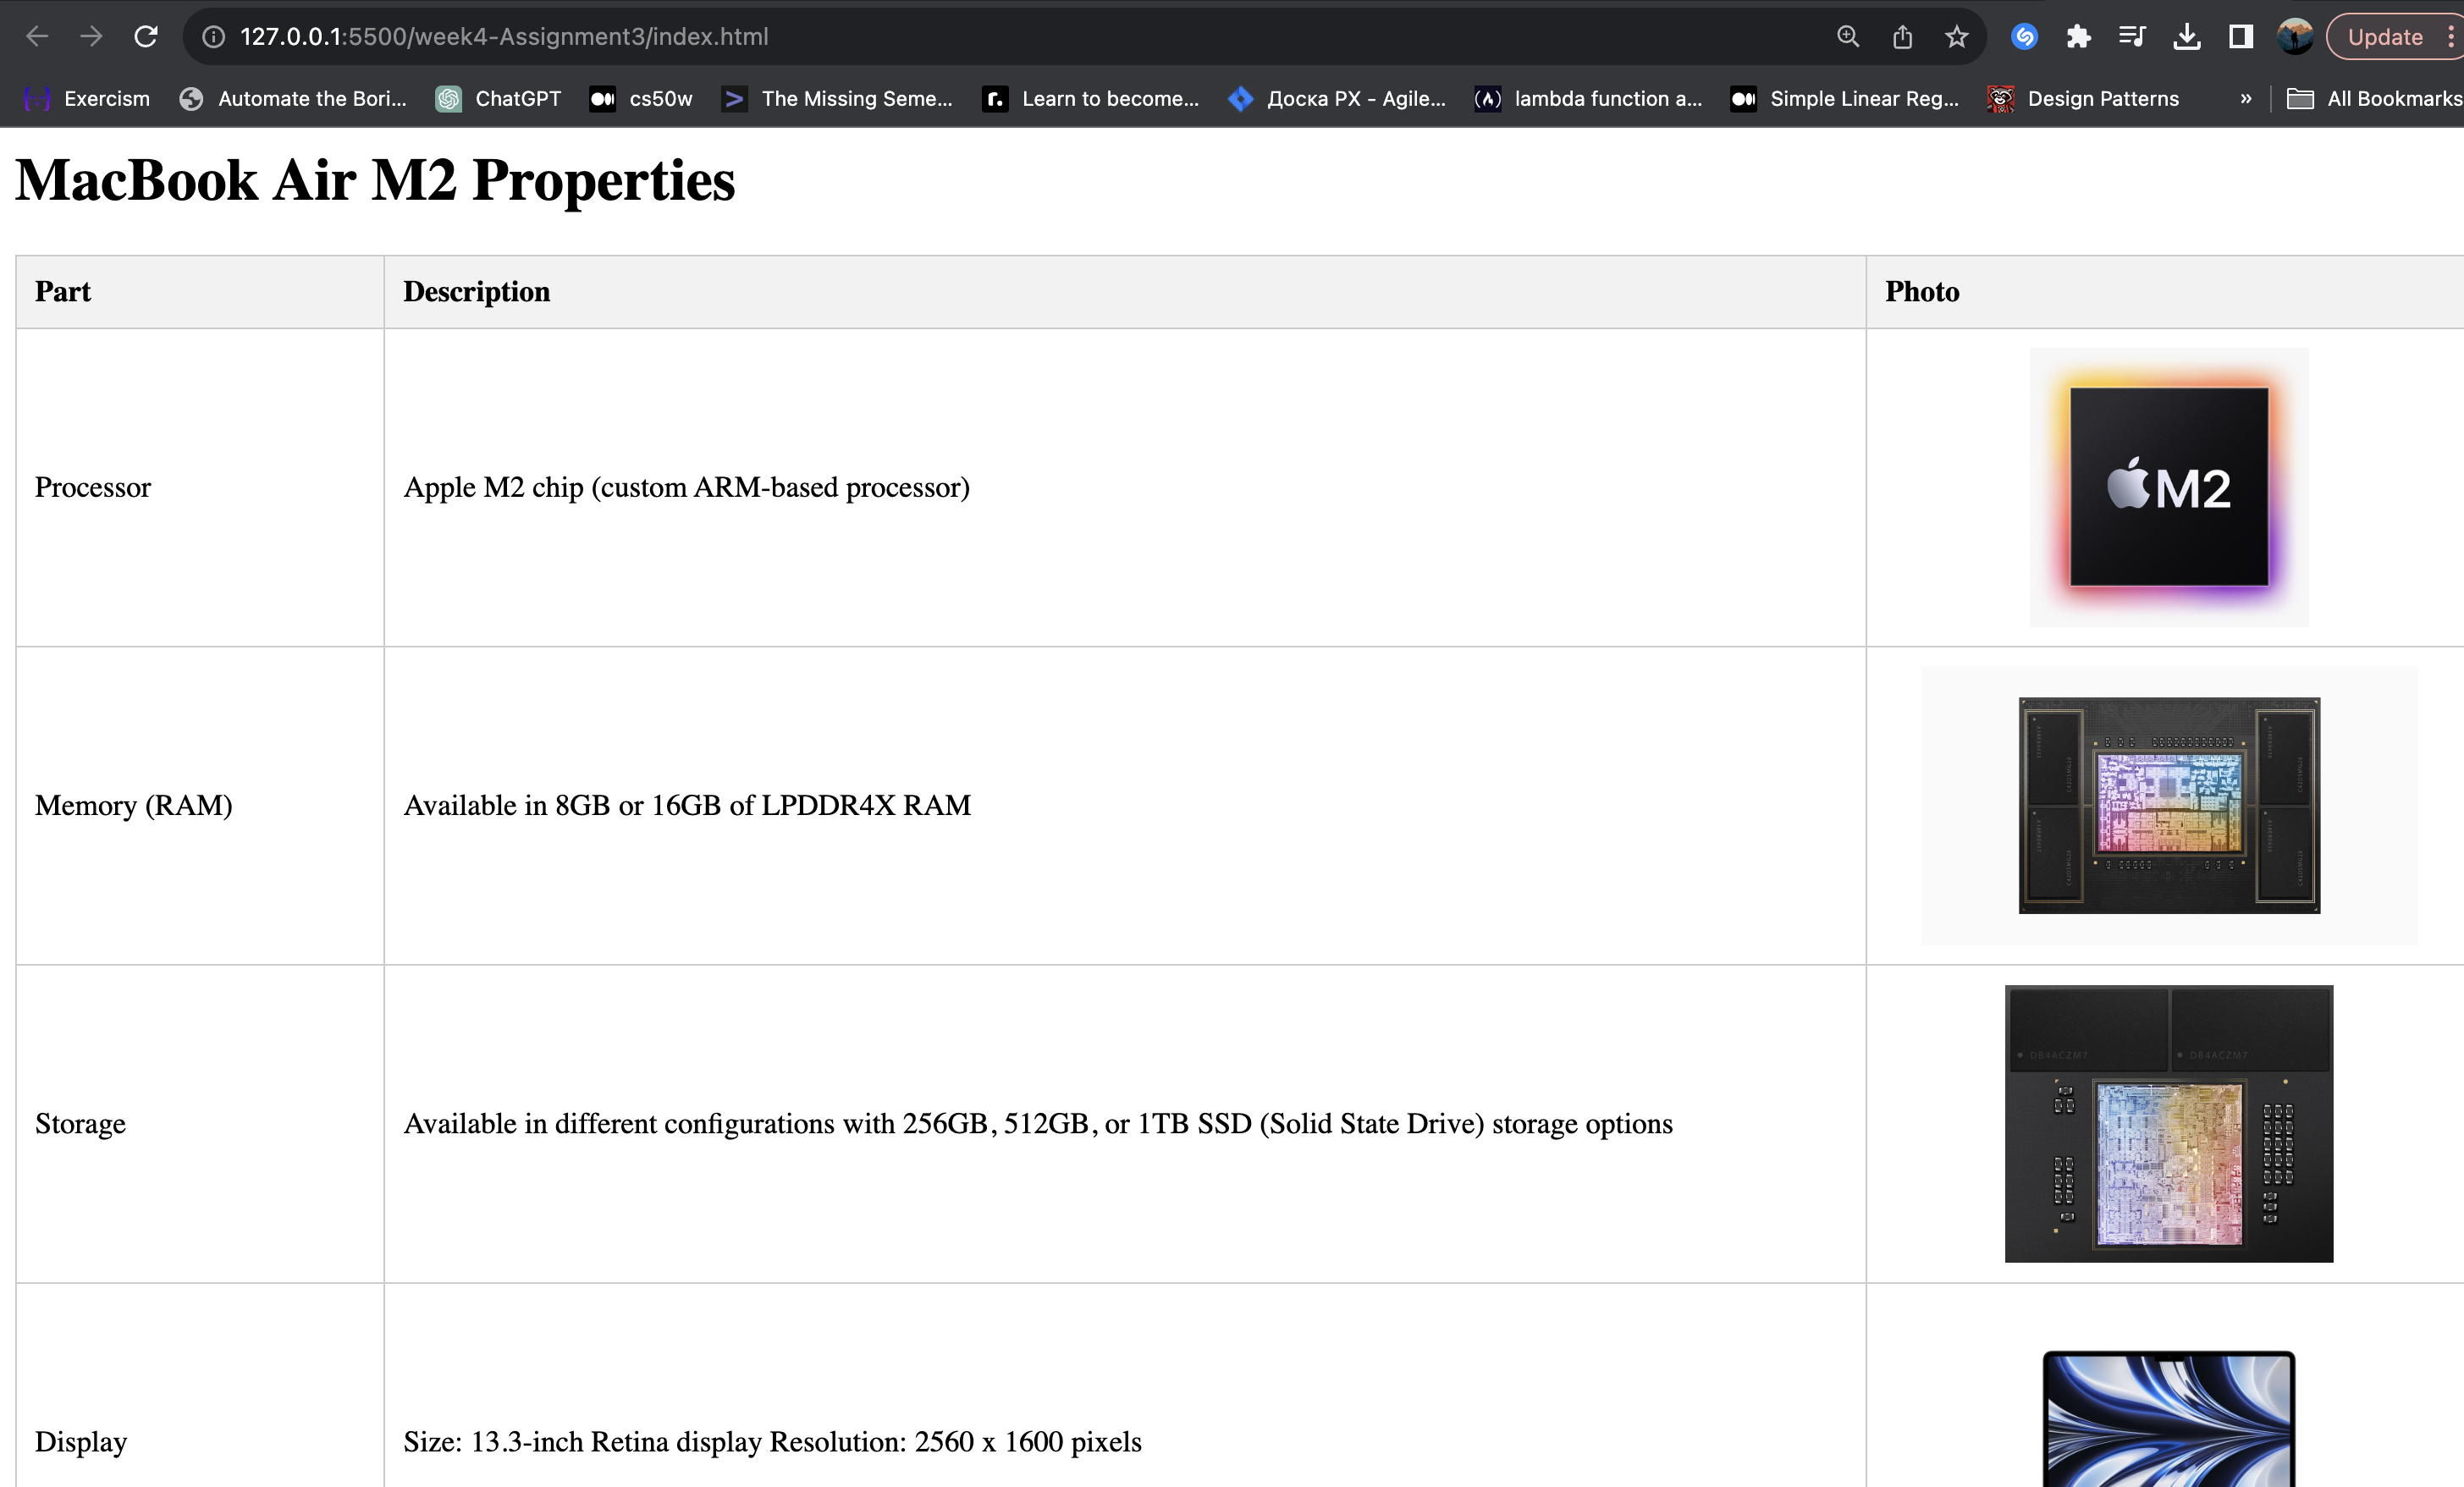 127.0.0.1:5500/week4-Assignment3/index.html
Update
Exercism
Automate the Bori...
ChatGPT
cs50w
The Missing Seme...
Learn to become...
Доска PX - Agile...
lambda function a...
Simple Linear Reg...
Design Patterns
»
All Bookmarks
MacBook Air M2 Properties
Part
Description
Photo
Processor
Apple M2 chip (custom ARM-based processor)
M2
Memory (RAM)
Available in 8GB or 16GB of LPDDR4X RAM
Storage
Available in different configurations with 256GB, 512GB, or 1TB SSD (Solid State Drive) storage options
DB4ACZM7
DB4ACZM7
Display
Size: 13.3-inch Retina display Resolution: 2560 x 1600 pixels